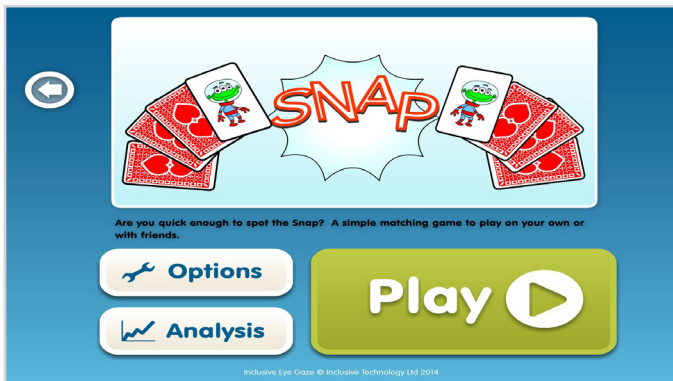 SNAP
Are you quick enough to spot the Snap? A simple matching game to play on your own or
with friends.
Options
Play
Analysis
Inclusive Eye Gaze © Inclusive Technology Ltd 2014